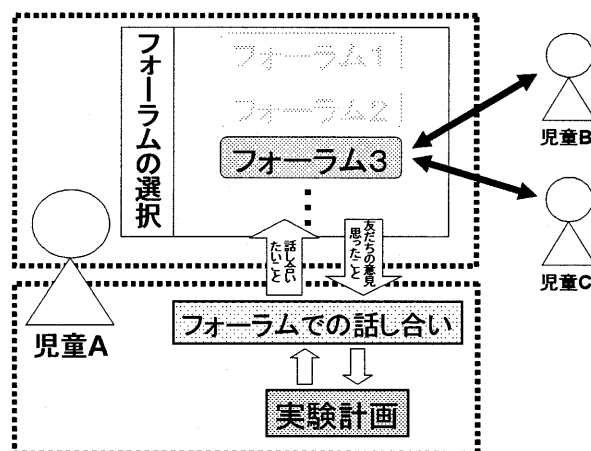 フォーラムの選択
フォーラム1
フォーラム2
フォーラム3
児童B
児童C
児童A
話し合い
たいこと
友だちの意見
思ったこと
フォーラムでの話し合い
実験計画